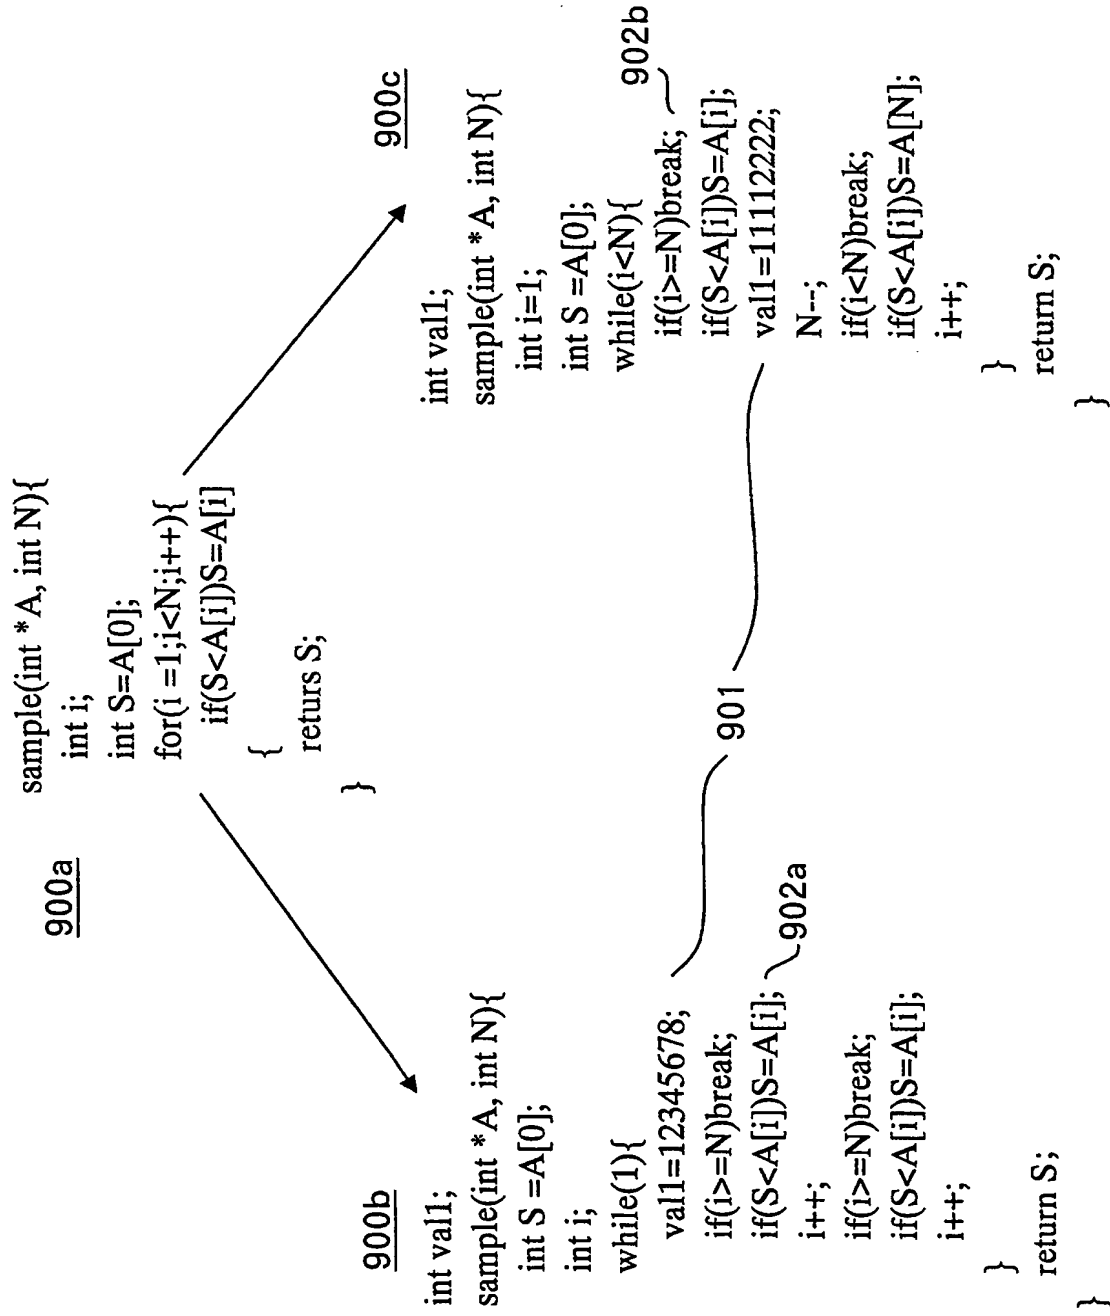 900a
sample(int * A, int N){
int i;
int S=A[0];
for(i =1;i<N;i++){
if(S<A[i])S=A[i]
{
returs S;
}
900b
int val1;
sample(int * A, int N){
int S =A[0];
int i;
while(1){
val1=12345678;
if(i>=N)break;
if(S<A[i])S=A[i];
i++;
if(i>=N)break;
if(S<A[i])S=A[i];
i++;
}
return S;
}
902a
901
900c
int val1;
sample(int * A, int N){
int i=1;
int S =A[0];
while(i<N){
if(i>=N)break;
if(S<A[i])S=A[i];
val1=11112222;
N--;
if(i<N)break;
if(S<A[i])S=A[N];
i++;
}
return S;
}
902b